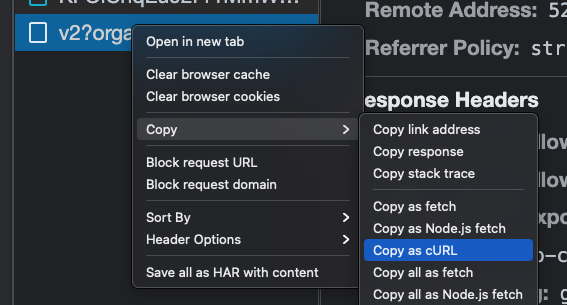 Remote Address: 52
v2?orga
Referrer Policy: str
Open in new tab
Clear browser cache
Clear browser cookies
Copy
Block request URL
Block request domain
Sort By
Header Options
Save all as HAR with content
esponse Headers
Copy link address
Copy response
Copy stack trace
Copy as fetch
Copy as Node.js fetch
Copy as cURL
Copy all as fetch
Copy all as Node.js fetch